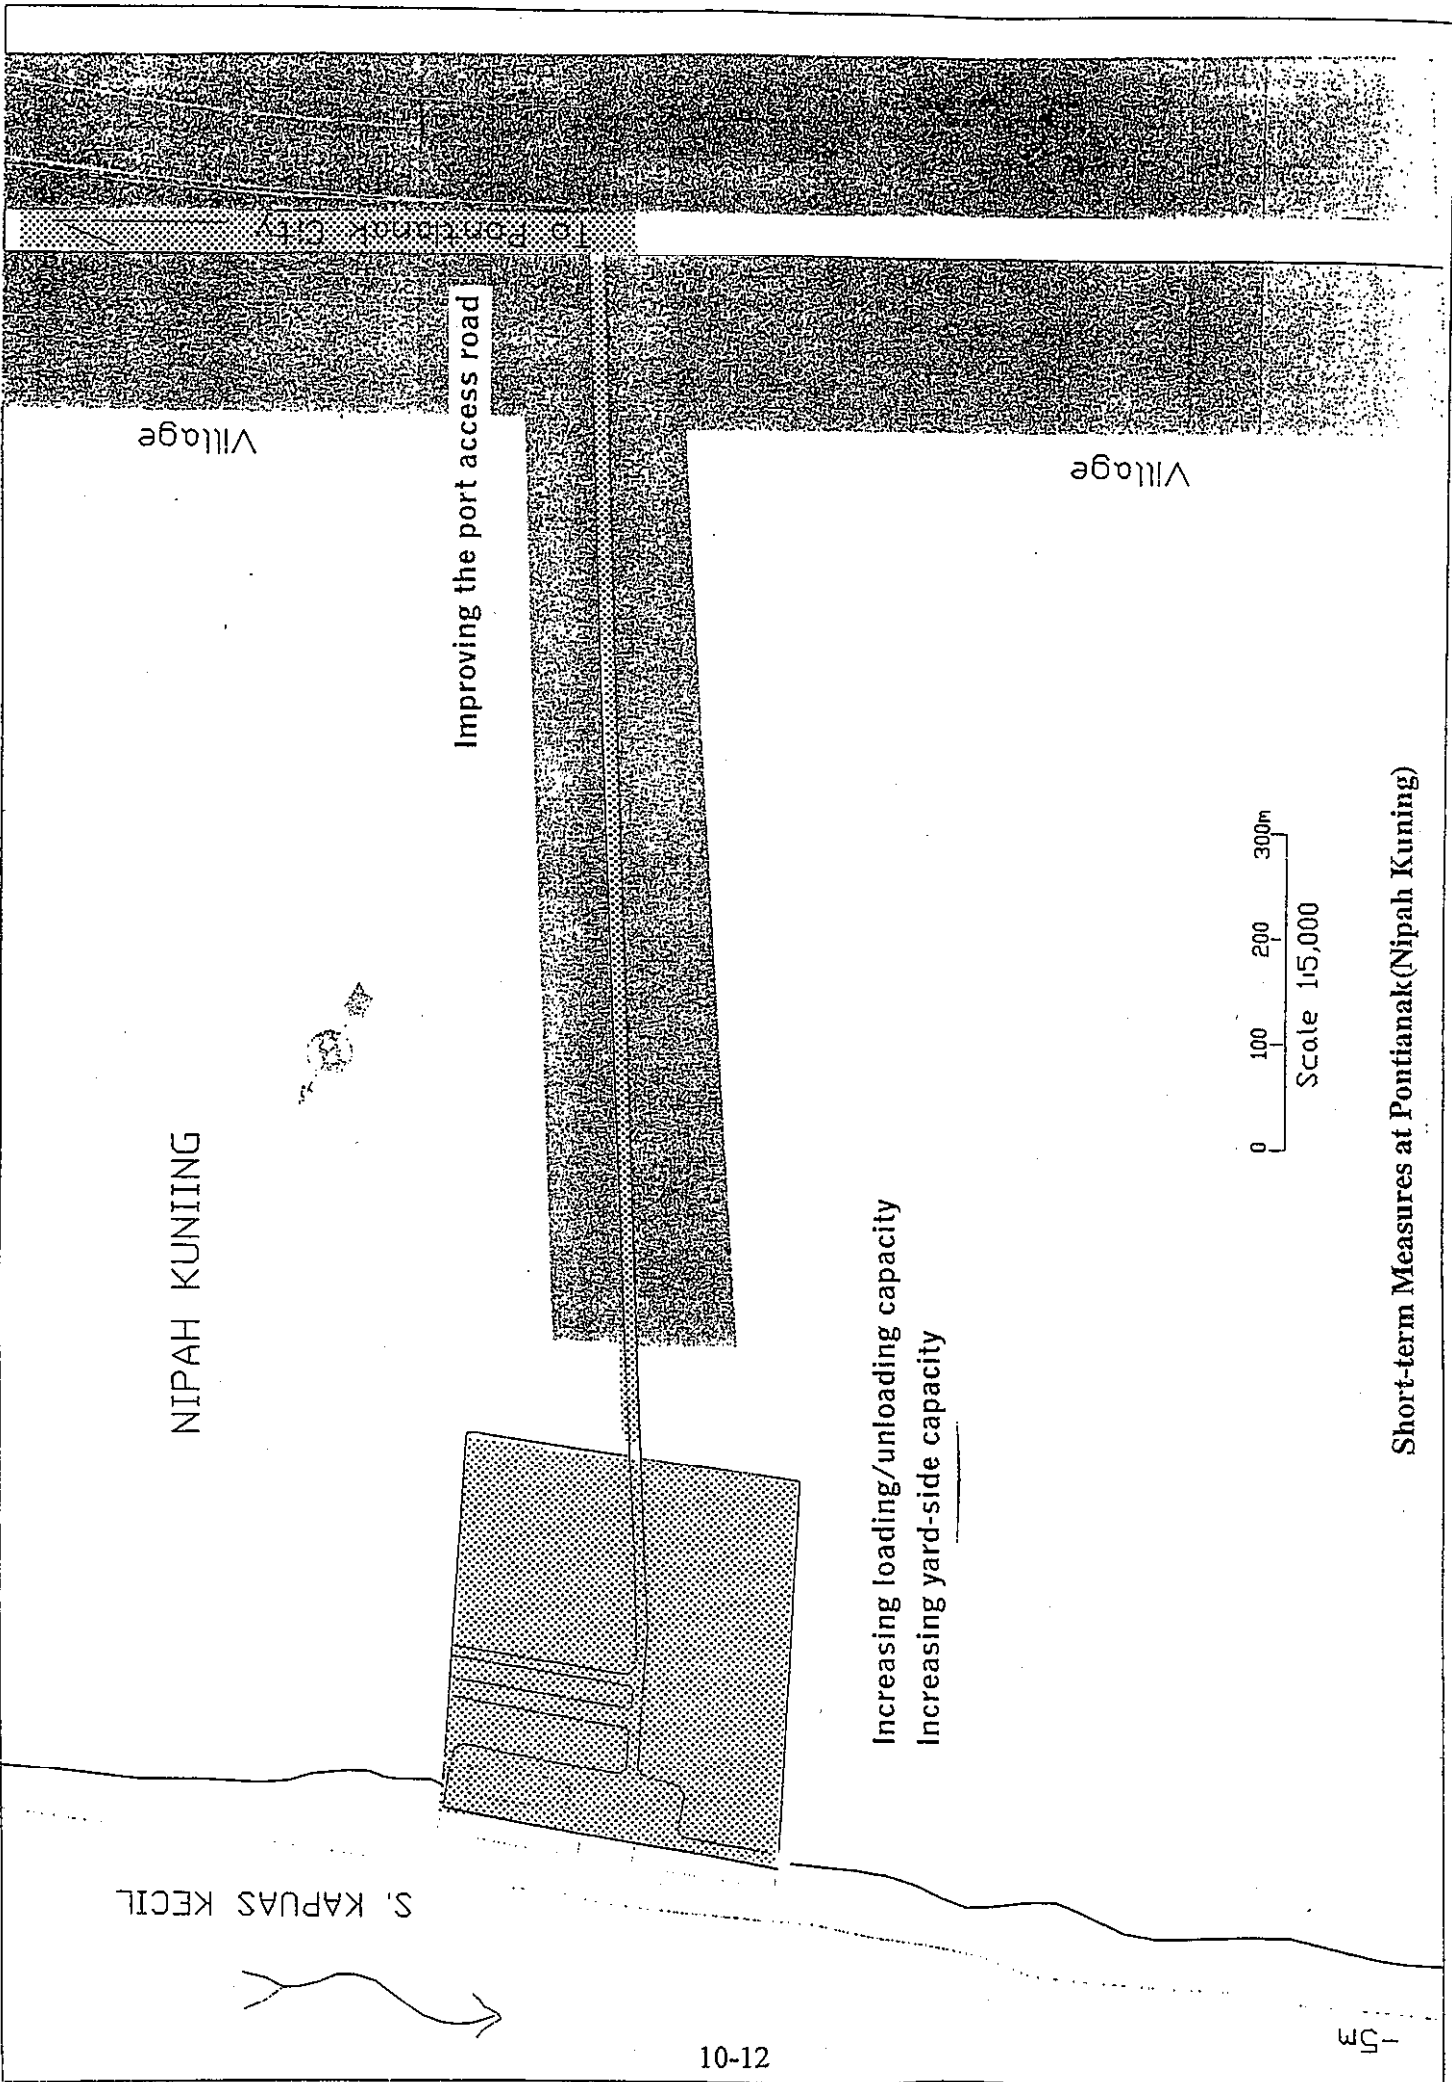 To Pontianak City
Village
Improving the port access road
Village
NIPAH KUNIING
0 100 200 300m
Scale 1:5,000
Increasing loading/unloading capacity
Increasing yard-side capacity
S. KAPUAS KECIL
-5m
Short-term Measures at Pontianak(Nipah Kuning)
10-12